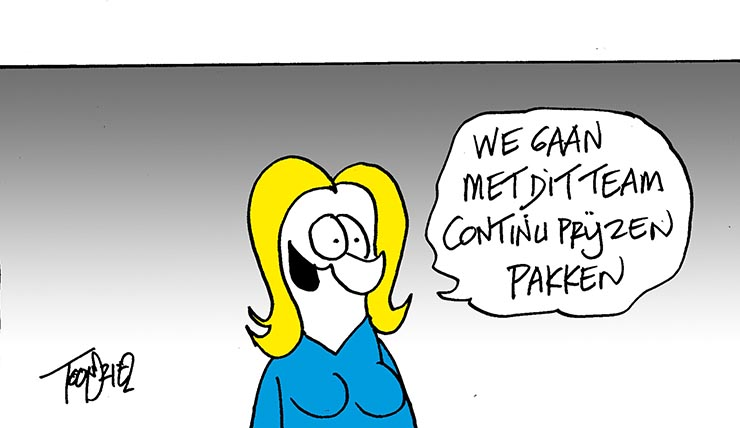 WE GAAN
MET DIT TEAM
CONTINU PRIJZEN
PAKKEN